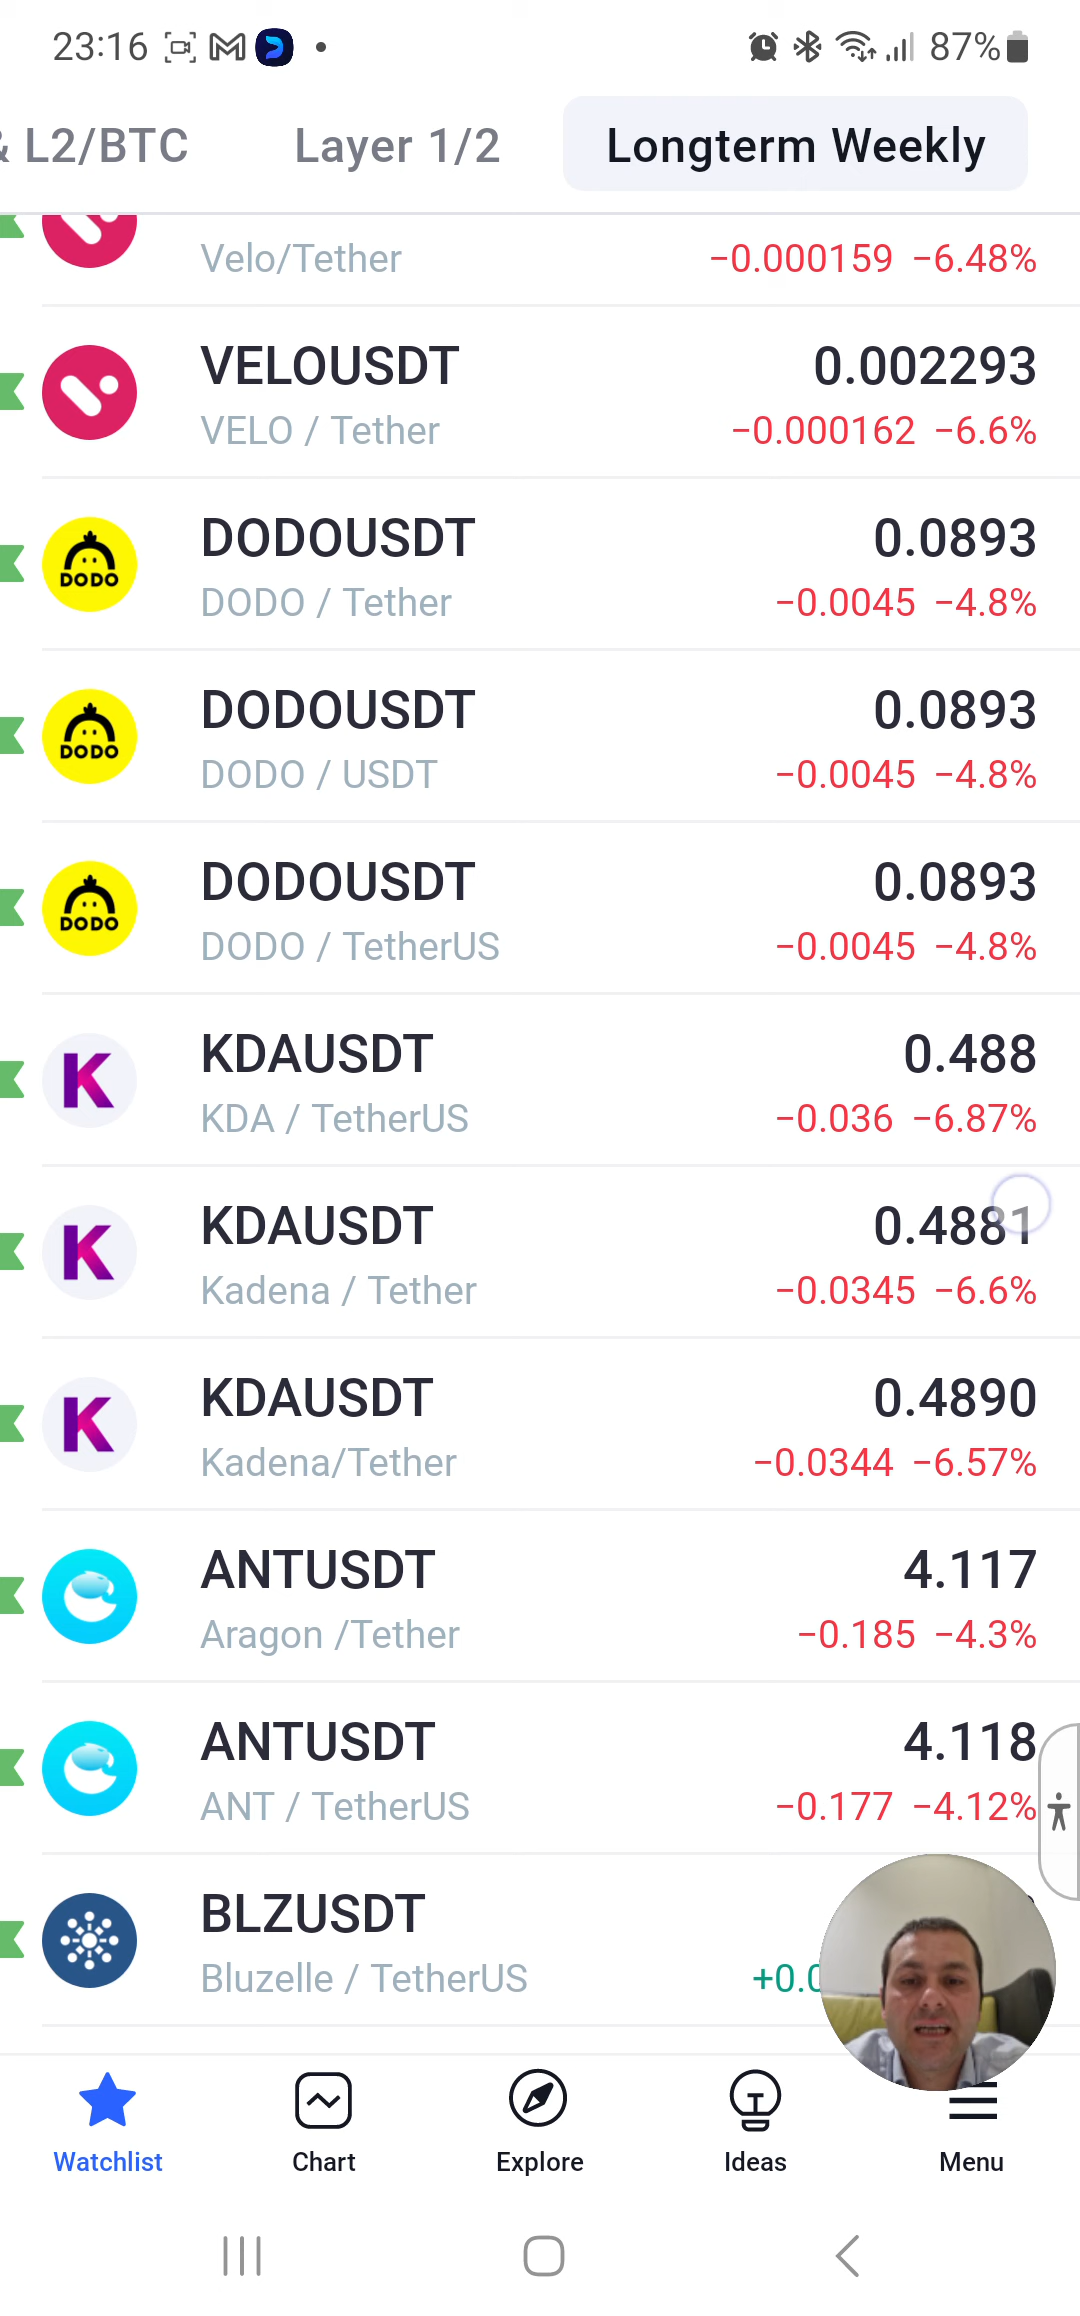 23:16 87%
& L2/BTC Layer 1/2 Longterm Weekly
Velo/Tether −0.000159 −6.48%
VELOUSDT 0.002293
VELO / Tether −0.000162 −6.6%
DODO
DODOUSDT 0.0893
DODO / Tether −0.0045 −4.8%
DODO
DODOUSDT 0.0893
DODO / USDT −0.0045 −4.8%
DODO
DODOUSDT 0.0893
DODO / TetherUS −0.0045 −4.8%
KDAUSDT 0.488
KDA / TetherUS −0.036 −6.87%
KDAUSDT 0.4881
Kadena / Tether −0.0345 −6.6%
KDAUSDT 0.4890
Kadena/Tether −0.0344 −6.57%
ANTUSDT 4.117
Aragon /Tether −0.185 −4.3%
ANTUSDT 4.118
ANT / TetherUS −0.177 −4.12%
BLZUSDT
Bluzelle / TetherUS +0.0
Watchlist Chart Explore Ideas Menu